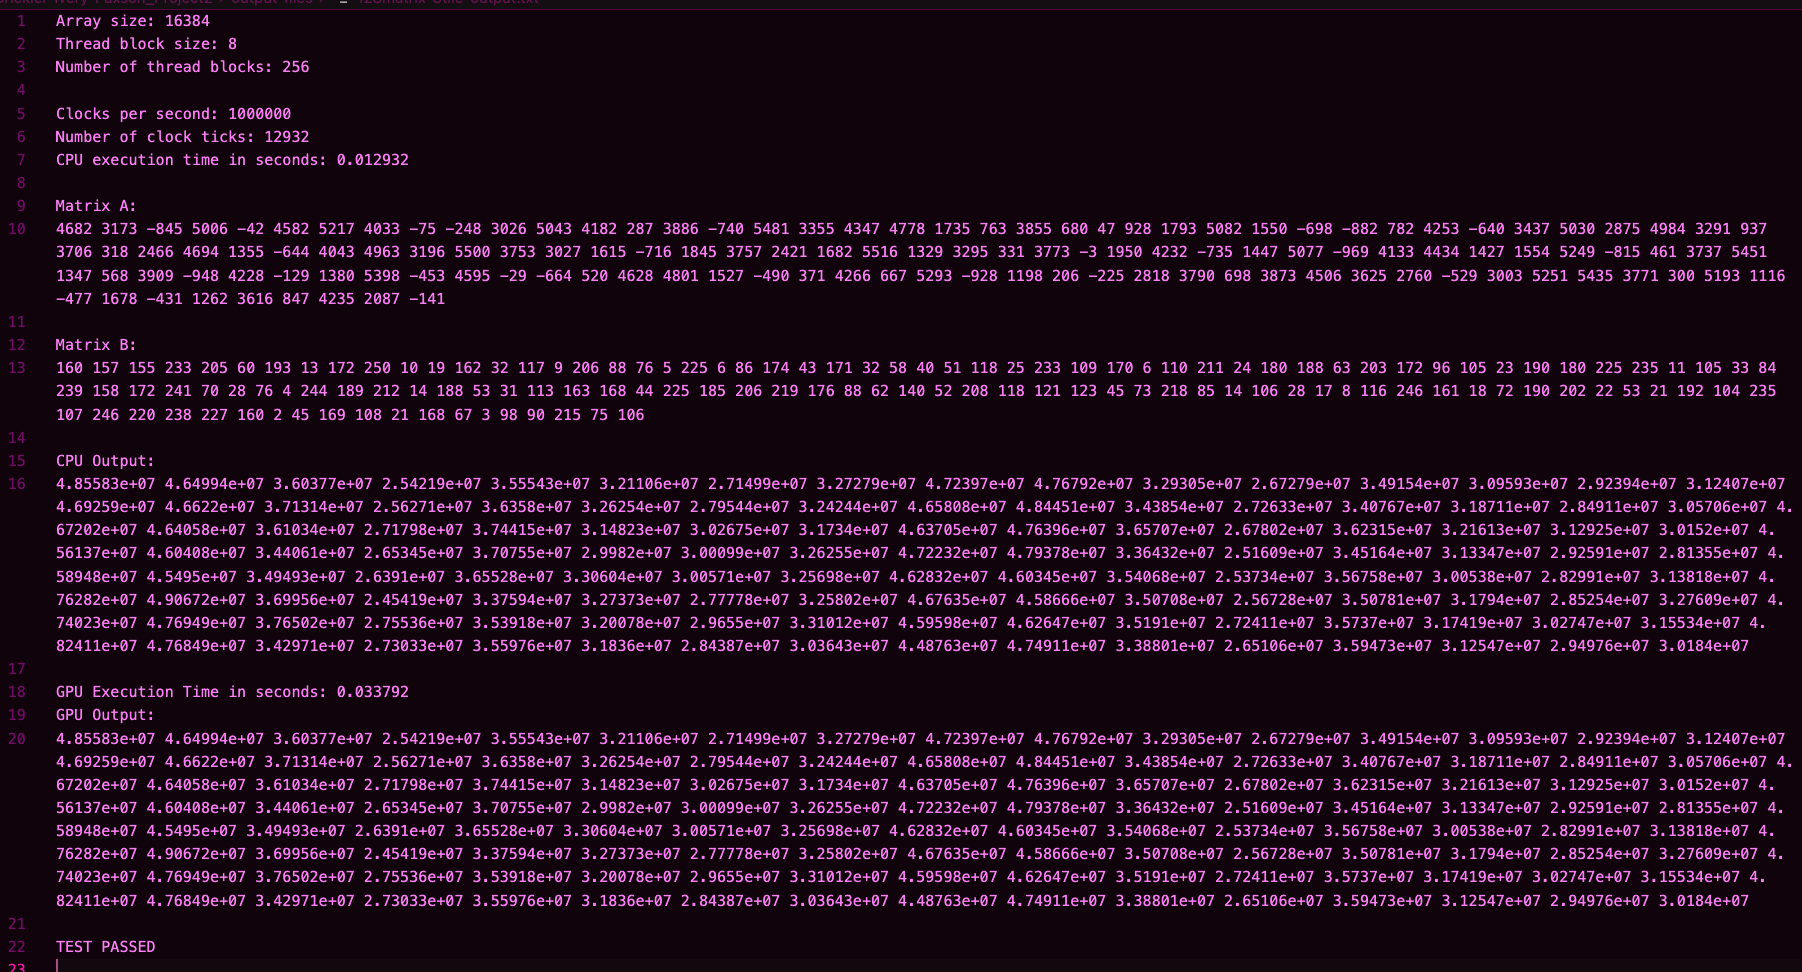 Array size: 16384
Thread block size: 8
Number of thread blocks: 256
Clocks per second: 1000000
Number of clock ticks: 12932
CPU execution time in seconds: 0.012932
Matrix A:
4682 3173 -845 5006 -42 4582 5217 4033 -75 -248 3026 5043 4182 287 3886 -740 5481 3355 4347 4778 1735 763 3855 680 47 928 1793 5082 1550 -698 -882 782 4253 -640 3437 5030 2875 4984 3291 937
3706 318 2466 4694 1355 -644 4043 4963 3196 5500 3753 3027 1615 -716 1845 3757 2421 1682 5516 1329 3295 331 3773 -3 1950 4232 -735 1447 5077 -969 4133 4434 1427 1554 5249 -815 461 3737 5451
1347 568 3909 -948 4228 -129 1380 5398 -453 4595 -29 -664 520 4628 4801 1527 -490 371 4266 667 5293 -928 1198 206 -225 2818 3790 698 3873 4506 3625 2760 -529 3003 5251 5435 3771 300 5193 1116
-477 1678 -431 1262 3616 847 4235 2087 -141
Matrix B:
160 157 155 233 205 60 193 13 172 250 10 19 162 32 117 9 206 88 76 5 225 6 86 174 43 171 32 58 40 51 118 25 233 109 170 6 110 211 24 180 188 63 203 172 96 105 23 190 180 225 235 11 105 33 84
239 158 172 241 70 28 76 4 244 189 212 14 188 53 31 113 163 168 44 225 185 206 219 176 88 62 140 52 208 118 121 123 45 73 218 85 14 106 28 17 8 116 246 161 18 72 190 202 22 53 21 192 104 235
107 246 220 238 227 160 2 45 169 108 21 168 67 3 98 90 215 75 106
CPU Output:
4.85583e+07 4.64994e+07 3.60377e+07 2.54219e+07 3.55543e+07 3.21106e+07 2.71499e+07 3.27279e+07 4.72397e+07 4.76792e+07 3.29305e+07 2.67279e+07 3.49154e+07 3.09593e+07 2.92394e+07 3.12407e+07
4.69259e+07 4.6622e+07 3.71314e+07 2.56271e+07 3.6358e+07 3.26254e+07 2.79544e+07 3.24244e+07 4.65808e+07 4.84451e+07 3.43854e+07 2.72633e+07 3.40767e+07 3.18711e+07 2.84911e+07 3.05706e+07 4.
67202e+07 4.64058e+07 3.61034e+07 2.71798e+07 3.74415e+07 3.14823e+07 3.02675e+07 3.1734e+07 4.63705e+07 4.76396e+07 3.65707e+07 2.67802e+07 3.62315e+07 3.21613e+07 3.12925e+07 3.0152e+07 4.
56137e+07 4.60408e+07 3.44061e+07 2.65345e+07 3.70755e+07 2.9982e+07 3.00099e+07 3.26255e+07 4.72232e+07 4.79378e+07 3.36432e+07 2.51609e+07 3.45164e+07 3.13347e+07 2.92591e+07 2.81355e+07 4.
58948e+07 4.5495e+07 3.49493e+07 2.6391e+07 3.65528e+07 3.30604e+07 3.00571e+07 3.25698e+07 4.62832e+07 4.60345e+07 3.54068e+07 2.53734e+07 3.56758e+07 3.00538e+07 2.82991e+07 3.13818e+07 4.
76282e+07 4.90672e+07 3.69956e+07 2.45419e+07 3.37594e+07 3.27373e+07 2.77778e+07 3.25802e+07 4.67635e+07 4.58666e+07 3.50708e+07 2.56728e+07 3.50781e+07 3.1794e+07 2.85254e+07 3.27609e+07 4.
74023e+07 4.76949e+07 3.76502e+07 2.75536e+07 3.53918e+07 3.20078e+07 2.9655e+07 3.31012e+07 4.59598e+07 4.62647e+07 3.5191e+07 2.72411e+07 3.5737e+07 3.17419e+07 3.02747e+07 3.15534e+07 4.
82411e+07 4.76849e+07 3.42971e+07 2.73033e+07 3.55976e+07 3.1836e+07 2.84387e+07 3.03643e+07 4.48763e+07 4.74911e+07 3.38801e+07 2.65106e+07 3.59473e+07 3.12547e+07 2.94976e+07 3.0184e+07
GPU Execution Time in seconds: 0.033792
GPU Output:
4.85583e+07 4.64994e+07 3.60377e+07 2.54219e+07 3.55543e+07 3.21106e+07 2.71499e+07 3.27279e+07 4.72397e+07 4.76792e+07 3.29305e+07 2.67279e+07 3.49154e+07 3.09593e+07 2.92394e+07 3.12407e+07
4.69259e+07 4.6622e+07 3.71314e+07 2.56271e+07 3.6358e+07 3.26254e+07 2.79544e+07 3.24244e+07 4.65808e+07 4.84451e+07 3.43854e+07 2.72633e+07 3.40767e+07 3.18711e+07 2.84911e+07 3.05706e+07 4.
67202e+07 4.64058e+07 3.61034e+07 2.71798e+07 3.74415e+07 3.14823e+07 3.02675e+07 3.1734e+07 4.63705e+07 4.76396e+07 3.65707e+07 2.67802e+07 3.62315e+07 3.21613e+07 3.12925e+07 3.0152e+07 4.
56137e+07 4.60408e+07 3.44061e+07 2.65345e+07 3.70755e+07 2.9982e+07 3.00099e+07 3.26255e+07 4.72232e+07 4.79378e+07 3.36432e+07 2.51609e+07 3.45164e+07 3.13347e+07 2.92591e+07 2.81355e+07 4.
58948e+07 4.5495e+07 3.49493e+07 2.6391e+07 3.65528e+07 3.30604e+07 3.00571e+07 3.25698e+07 4.62832e+07 4.60345e+07 3.54068e+07 2.53734e+07 3.56758e+07 3.00538e+07 2.82991e+07 3.13818e+07 4.
76282e+07 4.90672e+07 3.69956e+07 2.45419e+07 3.37594e+07 3.27373e+07 2.77778e+07 3.25802e+07 4.67635e+07 4.58666e+07 3.50708e+07 2.56728e+07 3.50781e+07 3.1794e+07 2.85254e+07 3.27609e+07 4.
74023e+07 4.76949e+07 3.76502e+07 2.75536e+07 3.53918e+07 3.20078e+07 2.9655e+07 3.31012e+07 4.59598e+07 4.62647e+07 3.5191e+07 2.72411e+07 3.5737e+07 3.17419e+07 3.02747e+07 3.15534e+07 4.
82411e+07 4.76849e+07 3.42971e+07 2.73033e+07 3.55976e+07 3.1836e+07 2.84387e+07 3.03643e+07 4.48763e+07 4.74911e+07 3.38801e+07 2.65106e+07 3.59473e+07 3.12547e+07 2.94976e+07 3.0184e+07
TEST PASSED